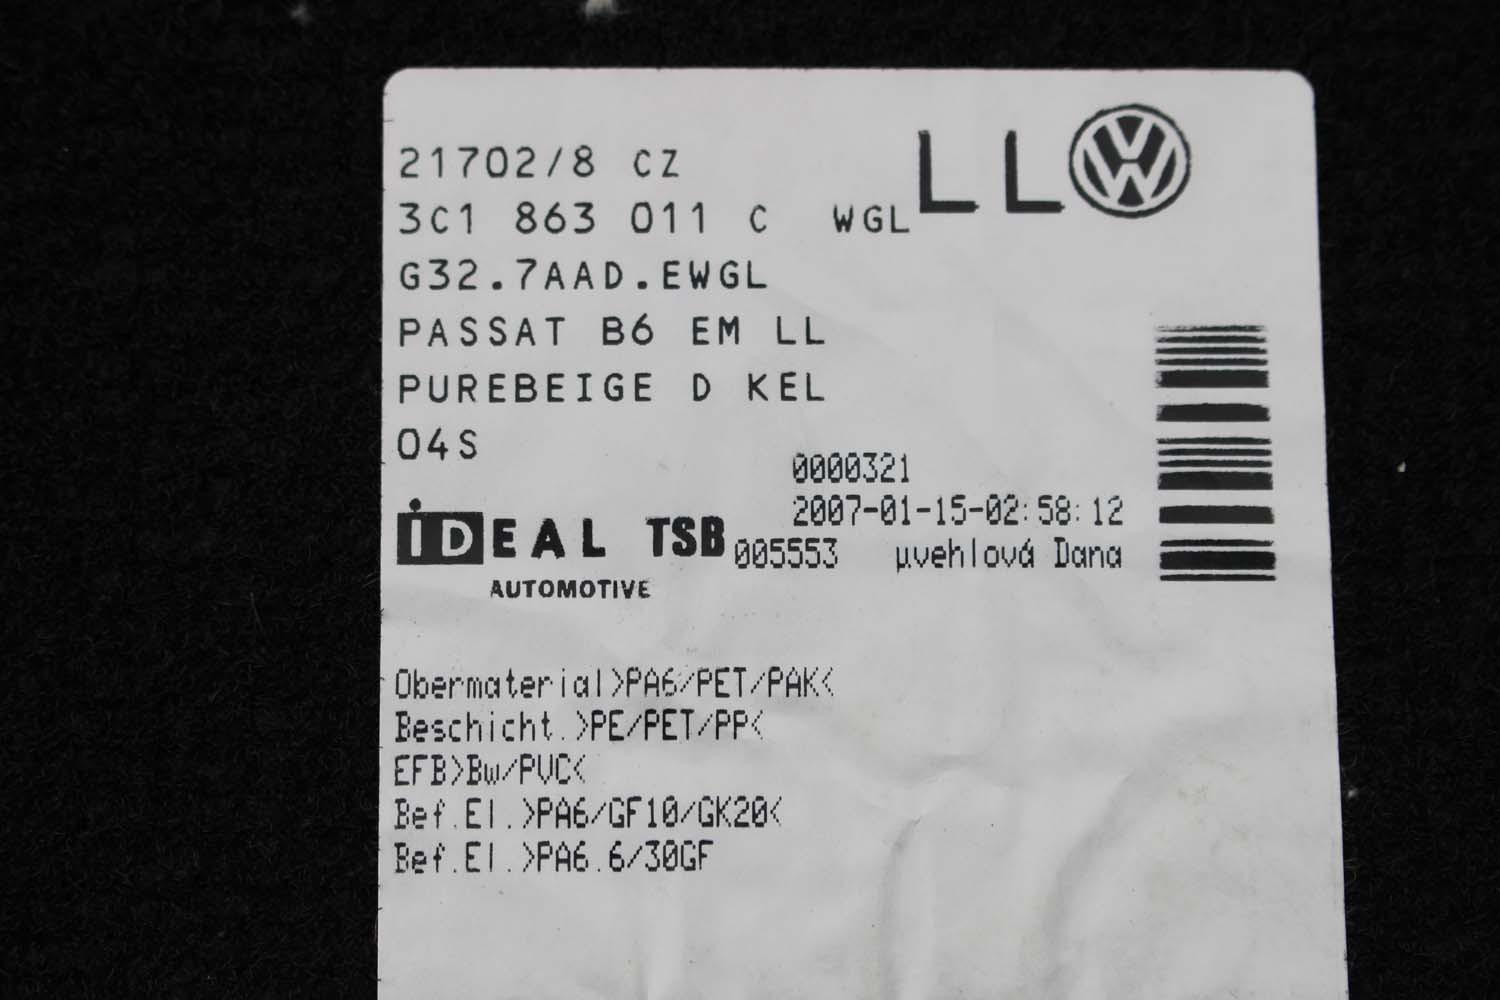 21702/8 CZ
LL
3C1 863 011 C WGL
G32.7AAD.EWGL
PASSAT B6 EM LL
PUREBEIGE D KEL
04S
0000321
2007-01-15-02:58:12
iDEAL TSB
005553 µvehlová Dana
AUTOMOTIVE
Obermaterial>PA6/PET/PAK<
Beschicht.>PE/PET/PP<
EFB>Bw/PVC<
Bef.El.>PA6/GF10/GK20<
Bef.El.>PA6.6/30GF